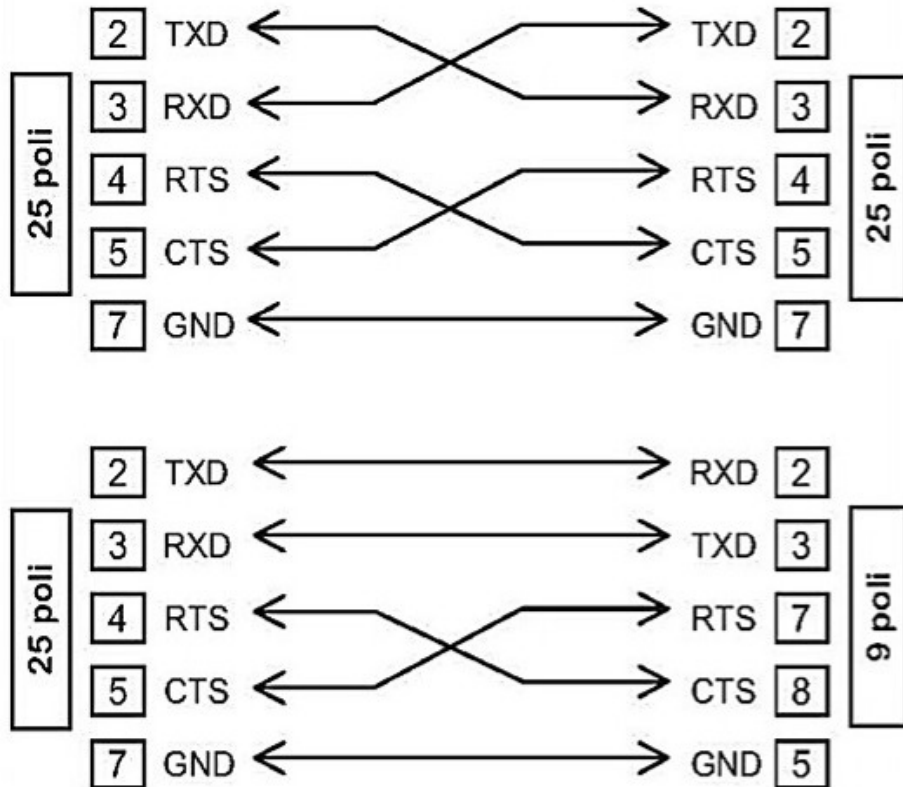 2 TXD TXD 2
3 RXD RXD 3
4 RTS RTS 4
5 CTS CTS 5
7 GND GND 7
25 poli
25 poli
2 TXD RXD 2
3 RXD TXD 3
4 RTS RTS 7
5 CTS CTS 8
7 GND GND 5
25 poli
9 poli